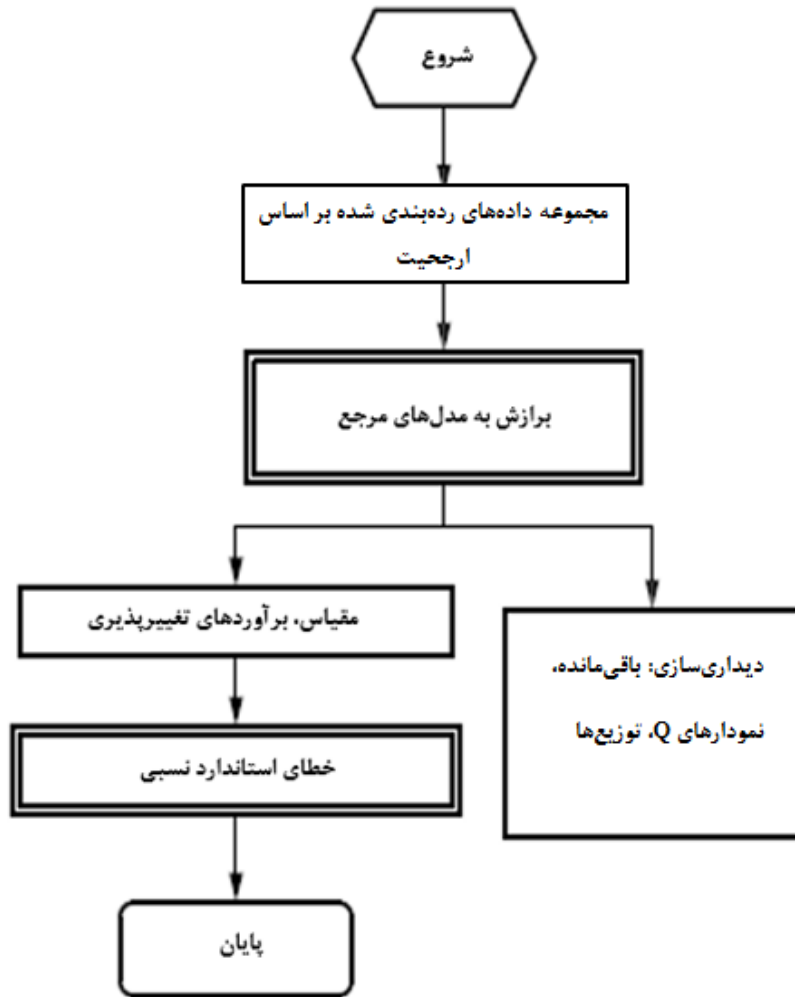 شروع
مجموعه داده‌های رده‌بندی شده بر اساس
ارجحیت
برازش به مدل‌های مرجع
مقیاس، برآوردهای تغییرپذیری
دیداری‌سازی: باقی‌مانده،
نمودارهای Q، توزیع‌ها
خطای استاندارد نسبی
پایان